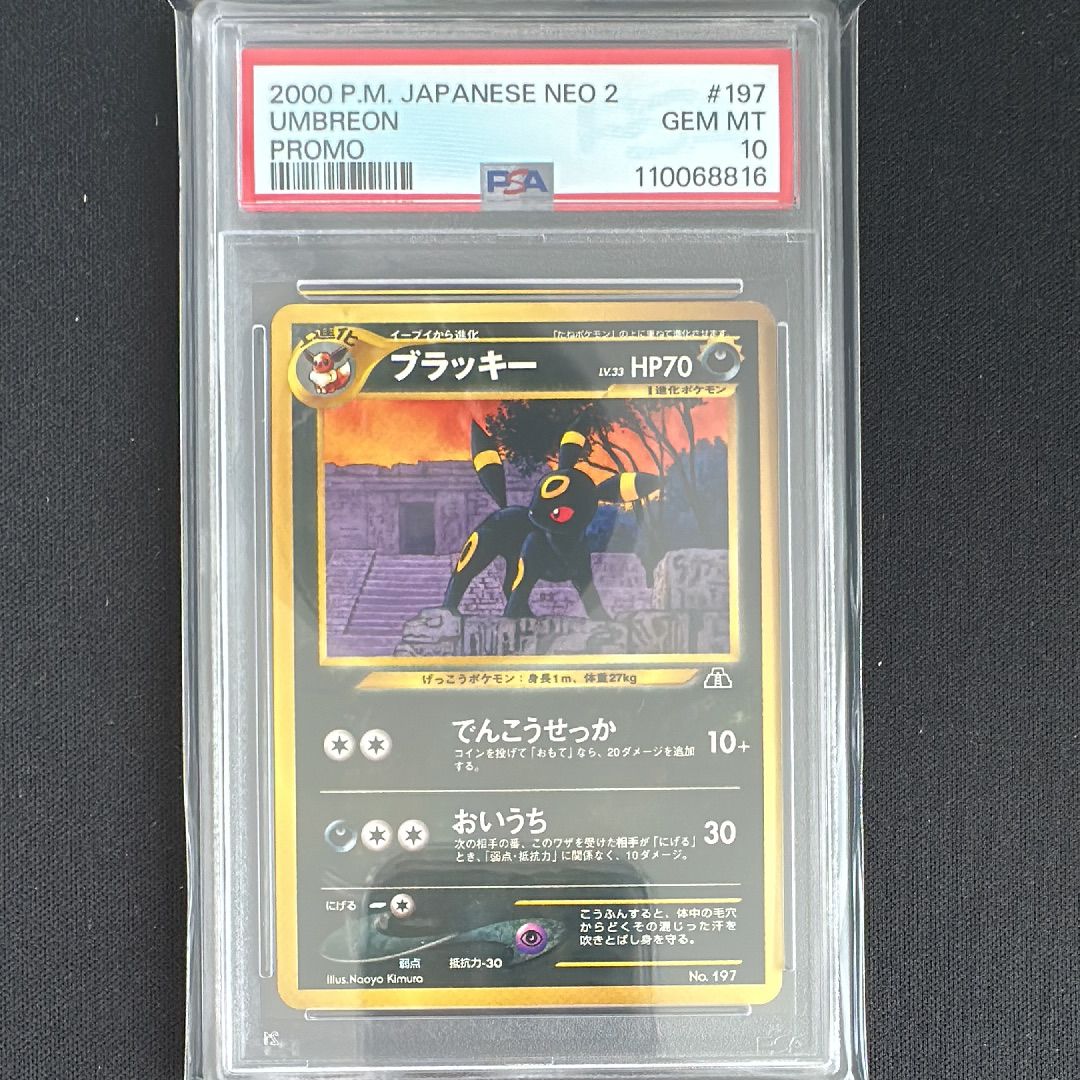 2000 P.M. JAPANESE NEO 2 #197
UMBREON GEM MT
PROMO 10
PSA 110068816
進化
イーブイから進化 「たねポケモン」の上に重ねて進化させます。
ブラッキー LV.33 HP70
1進化ポケモン
げっこうポケモン：身長1m、体重27kg
でんこうせっか 10+
コインを投げて「おもて」なら、20ダメージを追加
する。
おいうち 30
次の相手の番、このワザを受けた相手が「にげる」
とき、「弱点・抵抗力」に関係なく、10ダメージ。
にげる
こうふんすると、体中の毛穴
からどくその混じった汗を
吹きとばし身を守る。
弱点 抵抗力-30
Illus.Naoyo Kimura No. 197
PSA